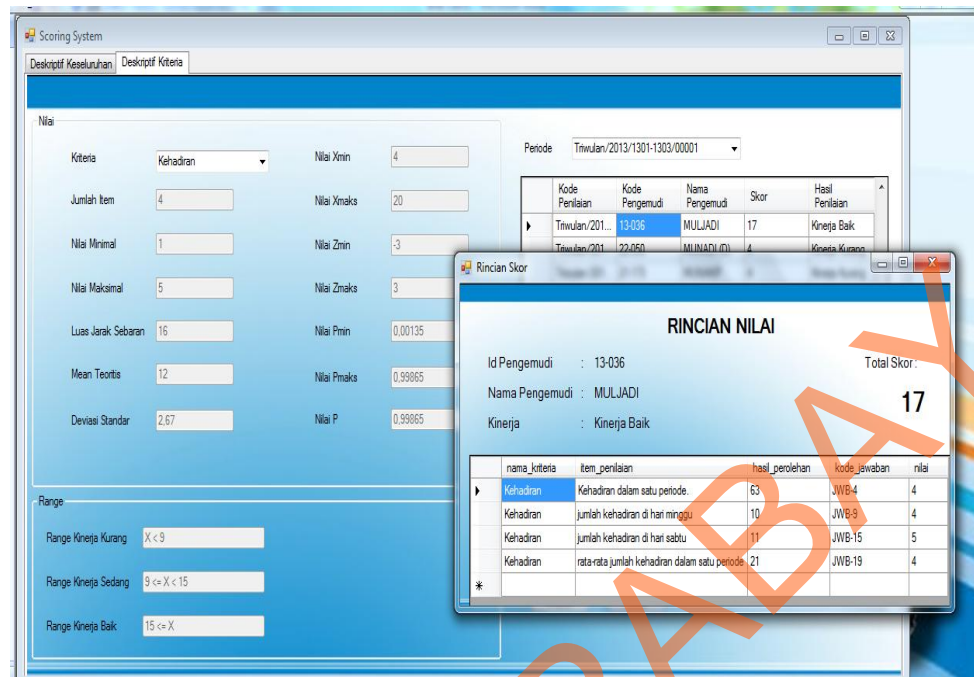 Scoring System
Deskriptif Keseluruhan Deskriptif Kriteria
Nilai
Kriteria Kehadiran
Jumlah Item 4
Nilai Minimal 1
Nilai Maksimal 5
Luas Jarak Sebaran 16
Mean Teoritis 12
Deviasi Standar 2,67
Nilai Xmin 4
Nilai Xmaks 20
Nilai Zmin -3
Nilai Zmaks 3
Nilai Pmin 0,00135
Nilai Pmaks 0,99865
Nilai P 0,99865
Range
Range Kinerja Kurang X < 9
Range Kinerja Sedang 9 <= X < 15
Range Kinerja Baik 15 <= X
Periode Triwulan/2013/1301-1303/00001
Kode Penilaian Kode Pengemudi Nama Pengemudi Skor Hasil Penilaian
Triwulan/201... 13-036 MULJADI 17 Kinerja Baik
Triwulan/201... 22-050 MUNADI (D) 4 Kinerja Kurang
Rincian Skor
RINCIAN NILAI
Id Pengemudi : 13-036
Total Skor :
Nama Pengemudi : MULJADI
17
Kinerja : Kinerja Baik
nama_kriteria item_penilaian hasil_perolehan kode_jawaban nilai
Kehadiran Kehadiran dalam satu periode. 63 JWB-4 4
Kehadiran jumlah kehadiran di hari minggu 10 JWB-9 4
Kehadiran jumlah kehadiran di hari sabtu 11 JWB-15 5
Kehadiran rata-rata jumlah kehadiran dalam satu periode 21 JWB-19 4
ABAY